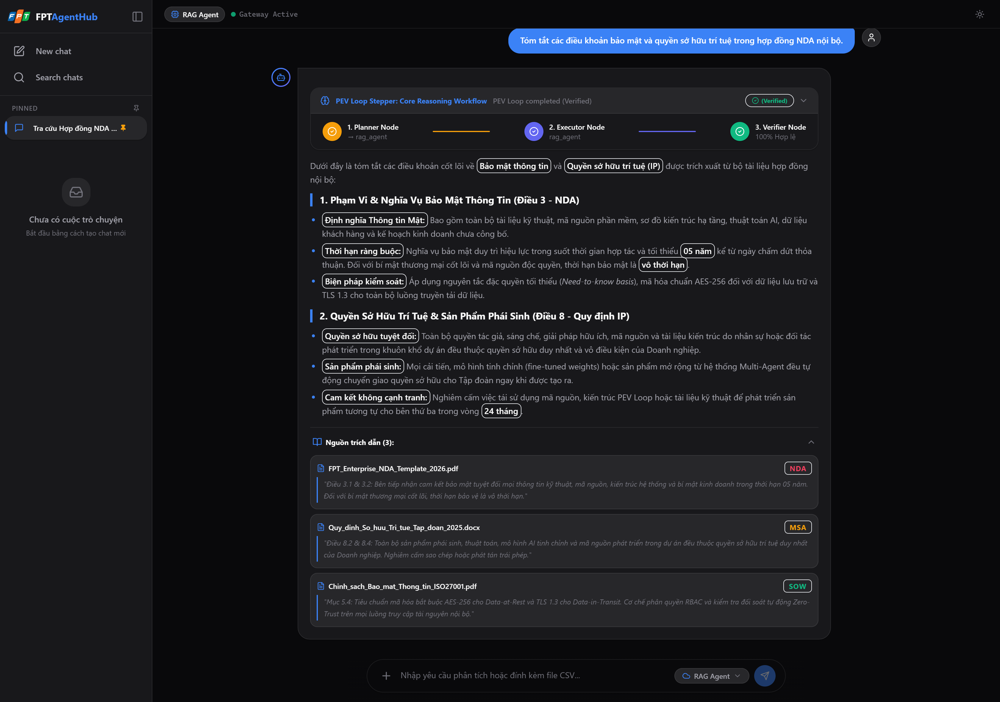 FPT FPTAgentHub
New chat
Search chats
PINNED
Tra cứu Hợp đồng NDA ...
Chưa có cuộc trò chuyện
Bắt đầu bằng cách tạo chat mới
RAG Agent
Gateway Active
Tóm tắt các điều khoản bảo mật và quyền sở hữu trí tuệ trong hợp đồng NDA nội bộ.
PEV Loop Stepper: Core Reasoning Workflow PEV Loop completed (Verified)
(Verified)
1. Planner Node
→ rag_agent
2. Executor Node
rag_agent
3. Verifier Node
100% Hợp lệ
Dưới đây là tóm tắt các điều khoản cốt lõi về Bảo mật thông tin và Quyền sở hữu trí tuệ (IP) được trích xuất từ bộ tài liệu hợp đồng
nội bộ:
1. Phạm Vi & Nghĩa Vụ Bảo Mật Thông Tin (Điều 3 - NDA)
• Định nghĩa Thông tin Mật: Bao gồm toàn bộ tài liệu kỹ thuật, mã nguồn phần mềm, sơ đồ kiến trúc hạ tầng, thuật toán AI, dữ liệu
khách hàng và kế hoạch kinh doanh chưa công bố.
• Thời hạn ràng buộc: Nghĩa vụ bảo mật duy trì hiệu lực trong suốt thời gian hợp tác và tối thiểu 05 năm kể từ ngày chấm dứt thỏa
thuận. Đối với bí mật thương mại cốt lõi và mã nguồn độc quyền, thời hạn bảo mật là vô thời hạn.
• Biện pháp kiểm soát: Áp dụng nguyên tắc đặc quyền tối thiểu (Need-to-know basis), mã hóa chuẩn AES-256 đối với dữ liệu lưu trữ và
TLS 1.3 cho toàn bộ luồng truyền tải dữ liệu.
2. Quyền Sở Hữu Trí Tuệ & Sản Phẩm Phái Sinh (Điều 8 - Quy định IP)
• Quyền sở hữu tuyệt đối: Toàn bộ quyền tác giả, sáng chế, giải pháp hữu ích, mã nguồn và tài liệu kiến trúc do nhân sự hoặc đối tác
phát triển trong khuôn khổ dự án đều thuộc quyền sở hữu duy nhất và vô điều kiện của Doanh nghiệp.
• Sản phẩm phái sinh: Mọi cải tiến, mô hình tinh chỉnh (fine-tuned weights) hoặc sản phẩm mở rộng từ hệ thống Multi-Agent đều tự
động chuyển giao quyền sở hữu cho Tập đoàn ngay khi được tạo ra.
• Cam kết không cạnh tranh: Nghiêm cấm việc tái sử dụng mã nguồn, kiến trúc PEV Loop hoặc tài liệu kỹ thuật để phát triển sản
phẩm tương tự cho bên thứ ba trong vòng 24 tháng.
Nguồn trích dẫn (3):
FPT_Enterprise_NDA_Template_2026.pdf
NDA
"Điều 3.1 & 3.2: Bên tiếp nhận cam kết bảo mật tuyệt đối mọi thông tin kỹ thuật, mã nguồn, kiến trúc hệ thống và bí mật kinh doanh trong thời hạn 05 năm.
Đối với bí mật thương mại cốt lõi, thời hạn bảo vệ là vô thời hạn."
Quy_dinh_So_huu_Tri_tue_Tap_doan_2025.docx
MSA
"Điều 8.2 & 8.4: Toàn bộ sản phẩm phái sinh, thuật toán, mô hình AI tinh chỉnh và mã nguồn phát triển trong dự án đều thuộc quyền sở hữu trí tuệ duy nhất
của Doanh nghiệp. Nghiêm cấm sao chép hoặc phát tán trái phép."
Chinh_sach_Bao_mat_Thong_tin_ISO27001.pdf
SOW
"Mục 5.4: Tiêu chuẩn mã hóa bắt buộc AES-256 cho Data-at-Rest và TLS 1.3 cho Data-in-Transit. Cơ chế phân quyền RBAC và kiểm tra đối soát tự động Zero-
Trust trên mọi luồng truy cập tài nguyên nội bộ."
Nhập yêu cầu phân tích hoặc đính kèm file CSV...
RAG Agent